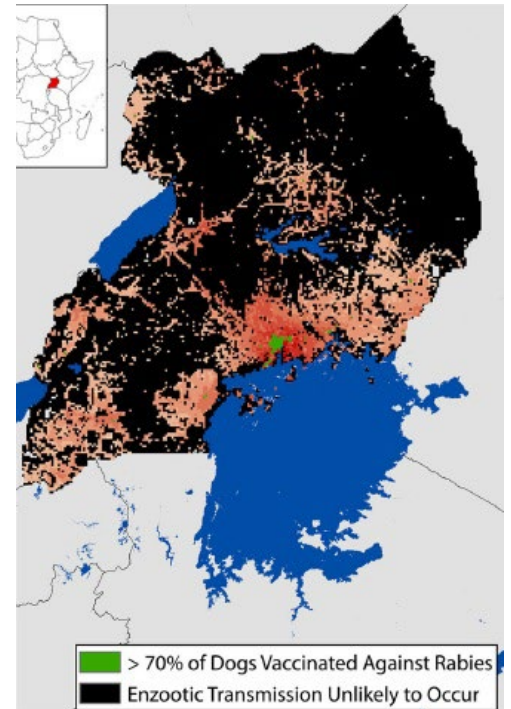 > 70% of Dogs Vaccinated Against Rabies
Enzootic Transmission Unlikely to Occur